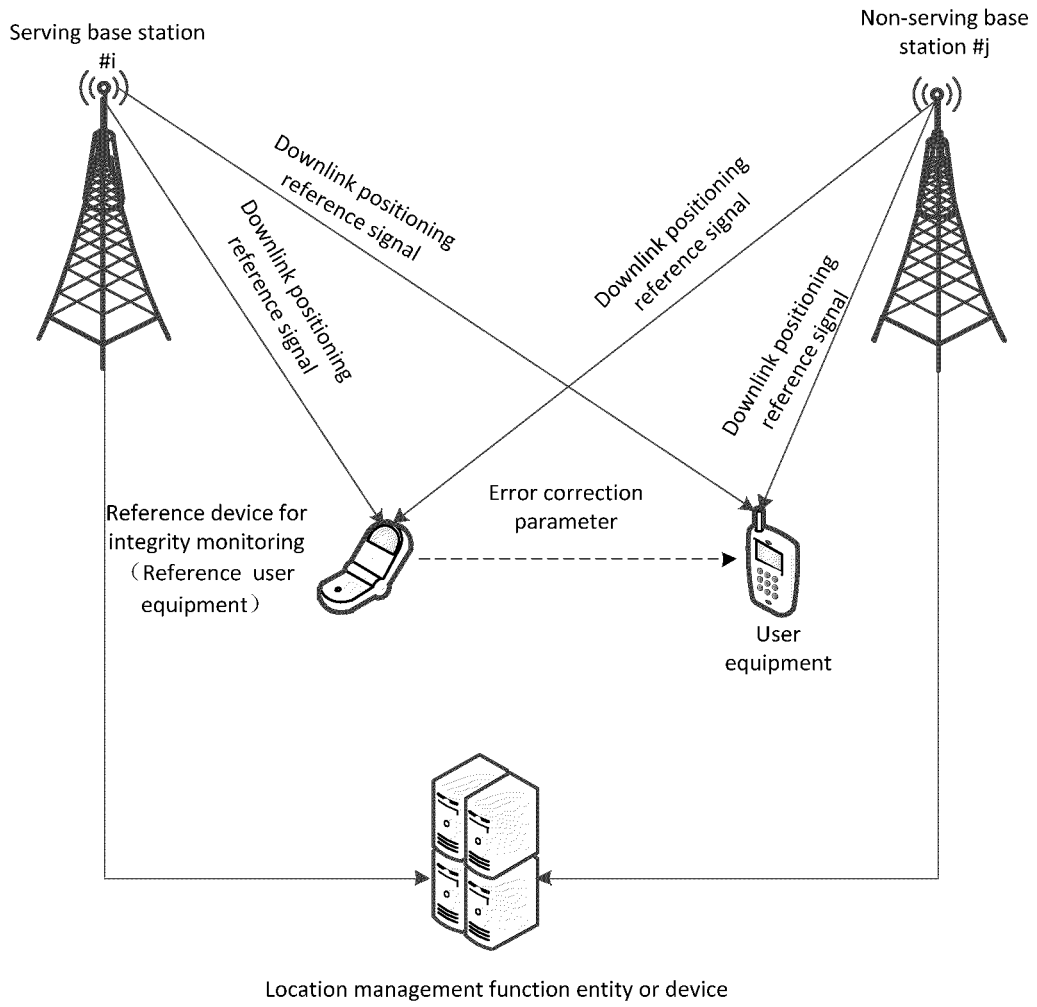 Serving base station
#i
Non-serving base
station #j
Downlink positioning
reference signal
Downlink positioning
reference signal
Downlink positioning
reference signal
Downlink positioning
reference signal
Error correction
parameter
Reference device for
integrity monitoring
（Reference user
equipment）
User
equipment
Location management function entity or device